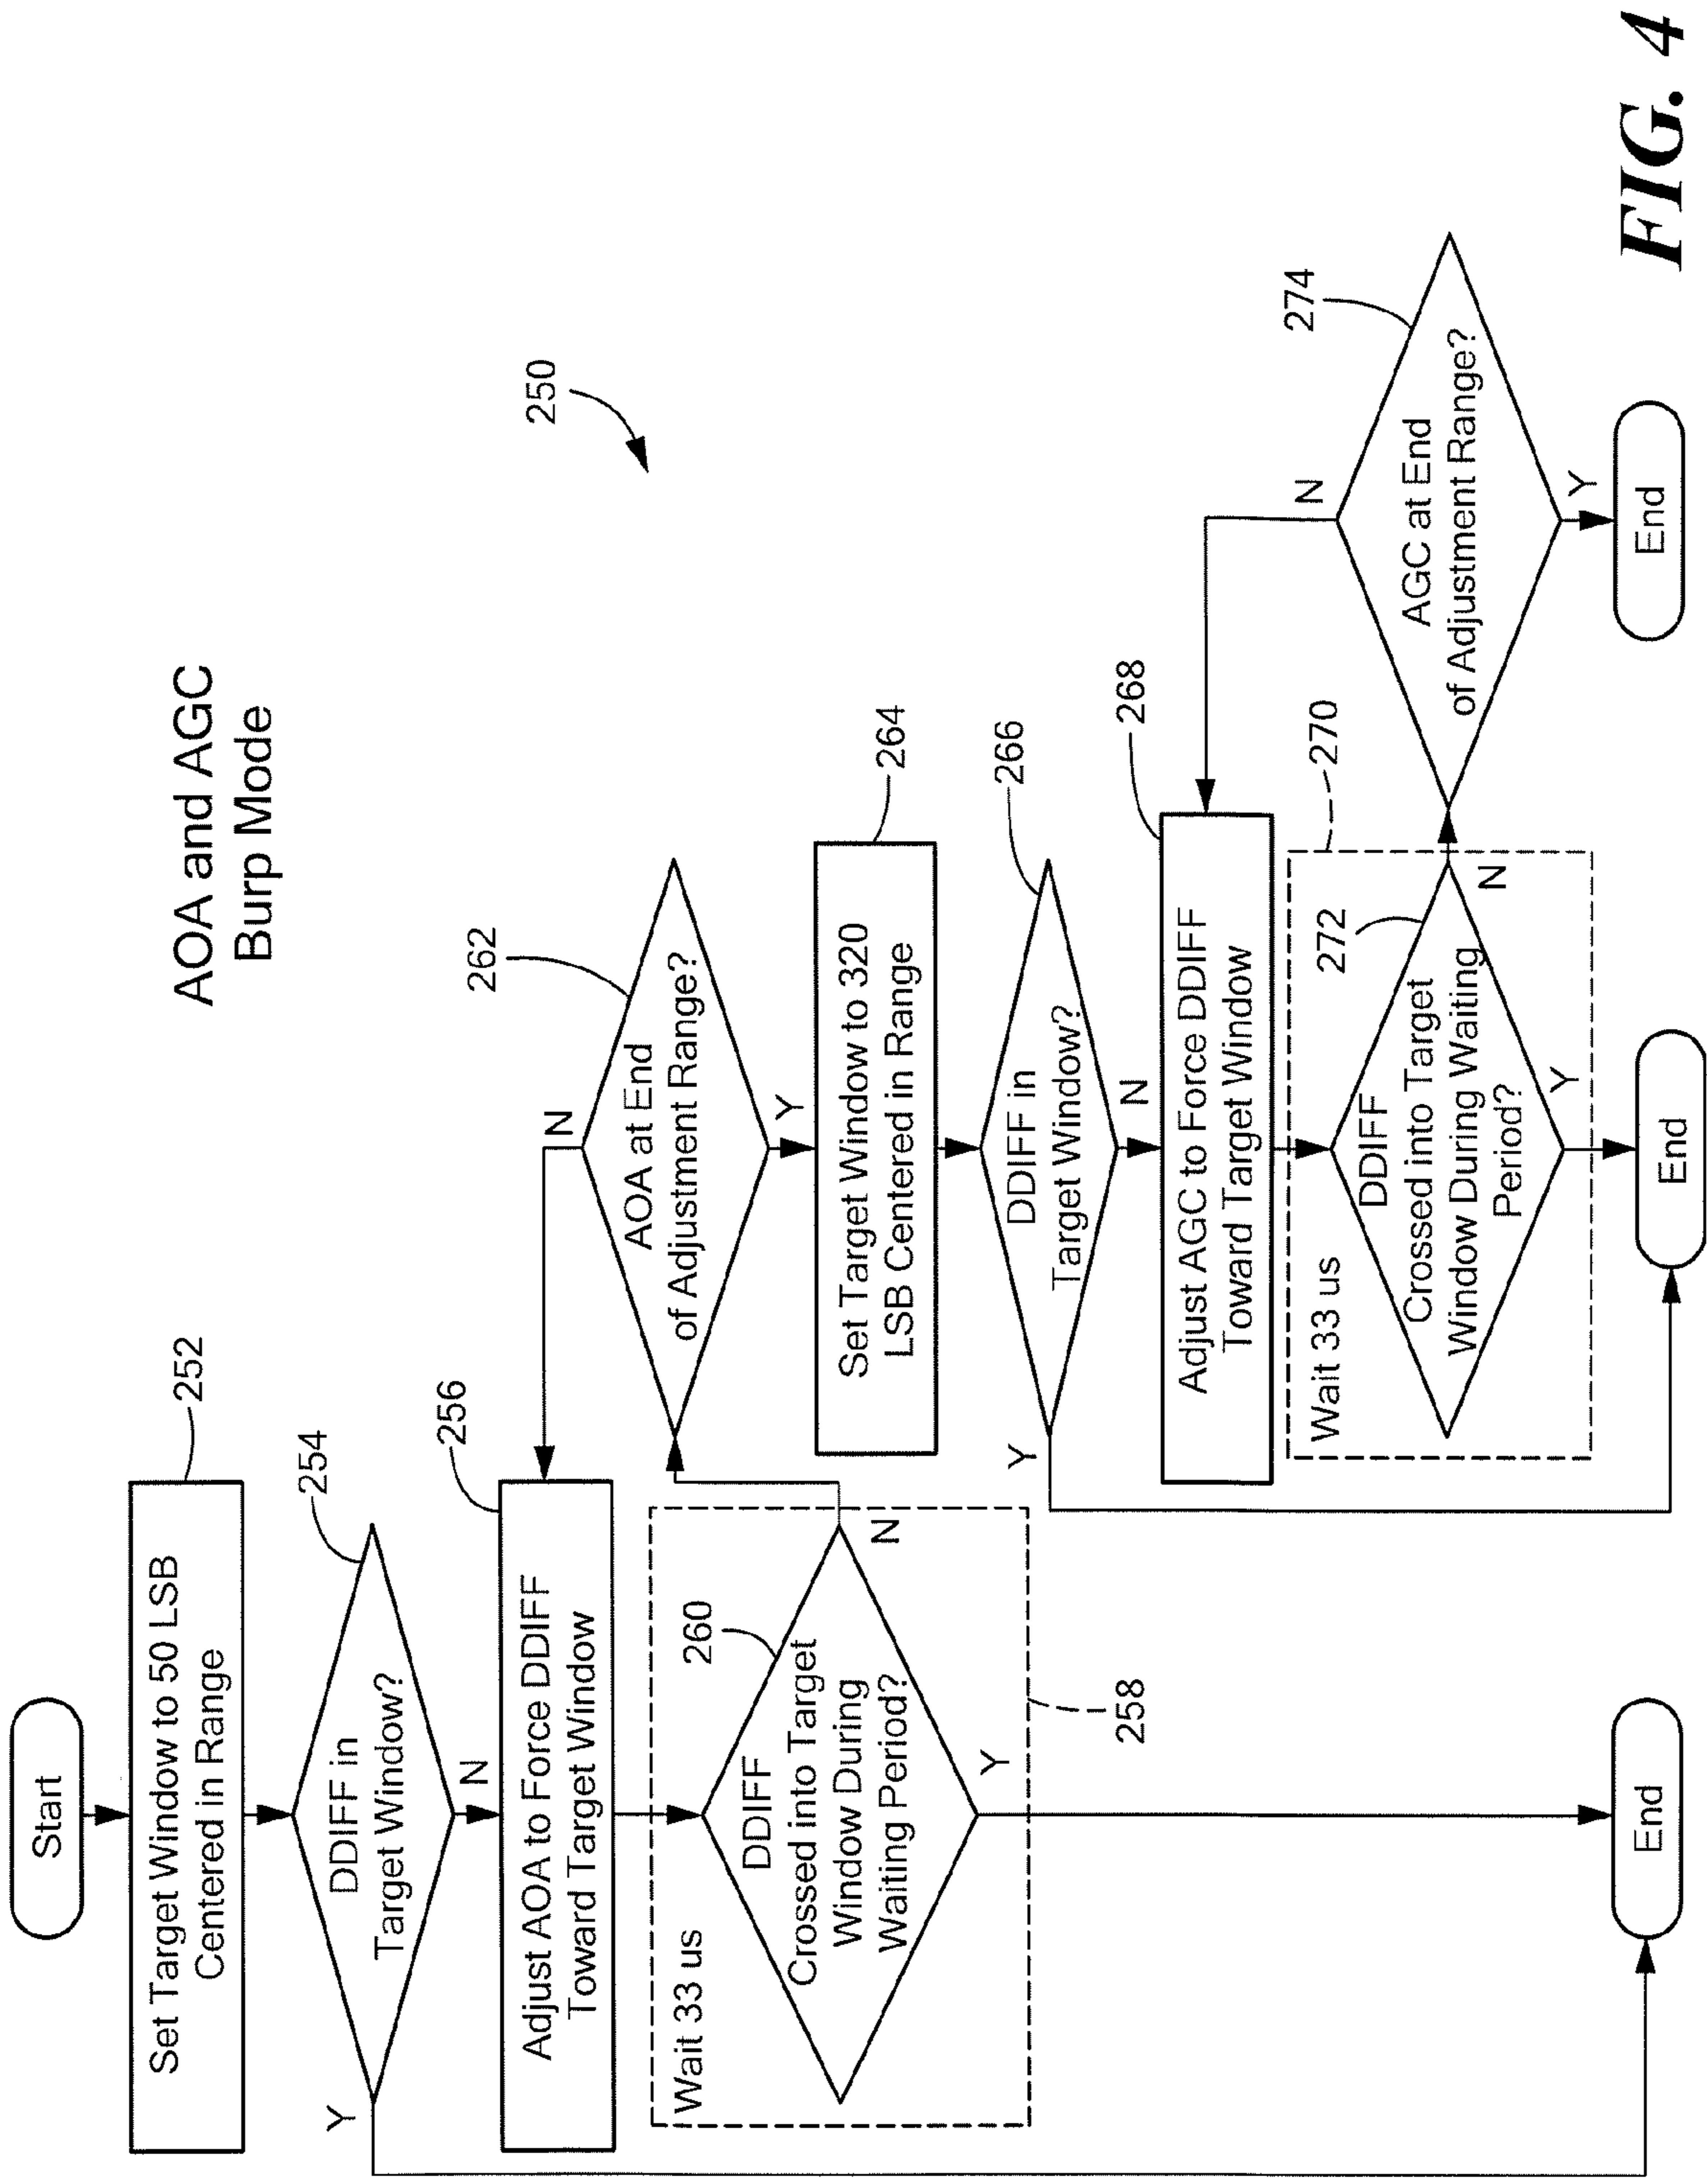 AOA and AGC
Burp Mode
250
Start
Set Target Window to 50 LSB
Centered in Range
252
DDIFF in
Target Window?
254
Y
N
Adjust AOA to Force DDIFF
Toward Target Window
256
Wait 33 us
DDIFF
Crossed into Target
Window During
Waiting Period?
260
258
N
Y
End
AOA at End
of Adjustment Range?
262
N
Y
Set Target Window to 320
LSB Centered in Range
264
DDIFF in
Target Window?
266
Y
N
Adjust AGC to Force DDIFF
Toward Target Window
268
Wait 33 us
DDIFF
Crossed into Target
Window During Waiting
Period?
272
270
N
Y
End
AGC at End
of Adjustment Range?
274
N
Y
End
FIG. 4